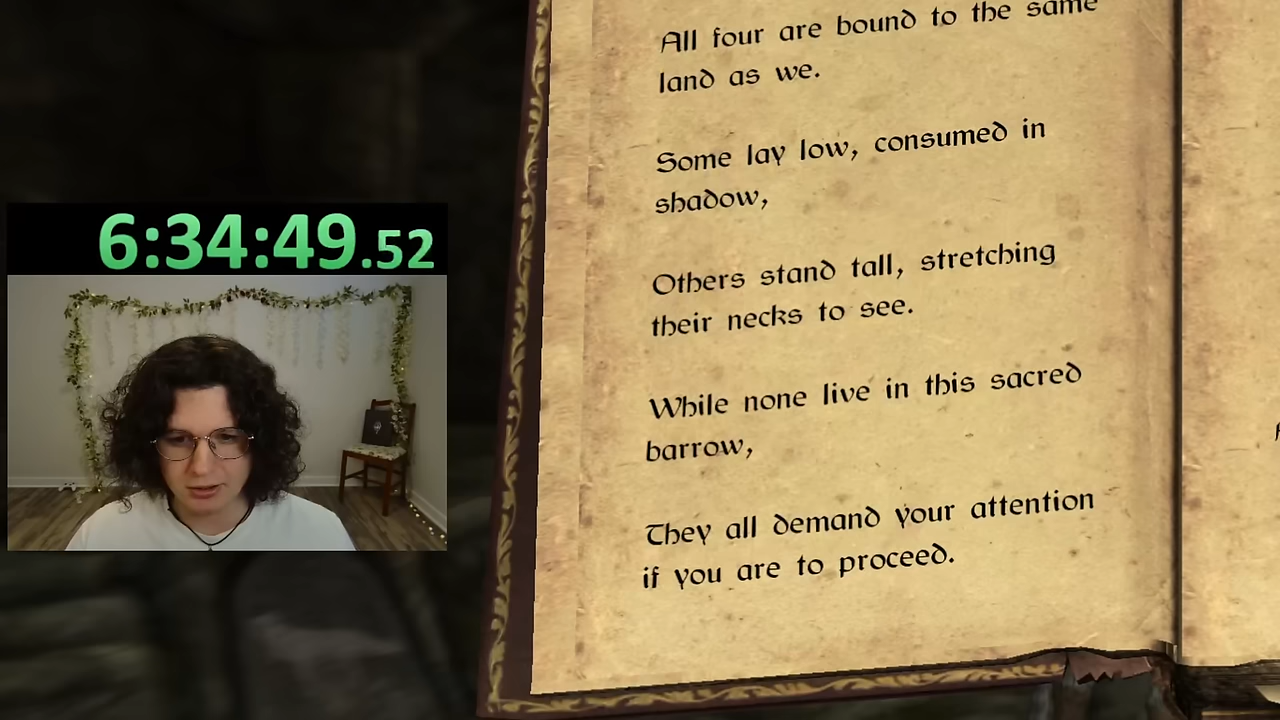 6:34:49.52
All four are bound to the same
land as we.
Some lay low, consumed in
shadow,
Others stand tall, stretching
their necks to see.
While none live in this sacred
barrow,
They all demand your attention
if you are to proceed.